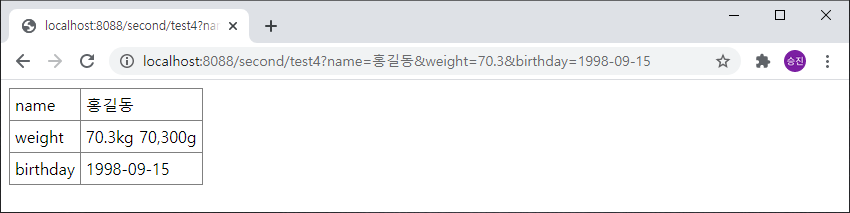 localhost:8088/second/test4?nar
localhost:8088/second/test4?name=홍길동&weight=70.3&birthday=1998-09-15
승진
name 홍길동
weight 70.3kg 70,300g
birthday 1998-09-15